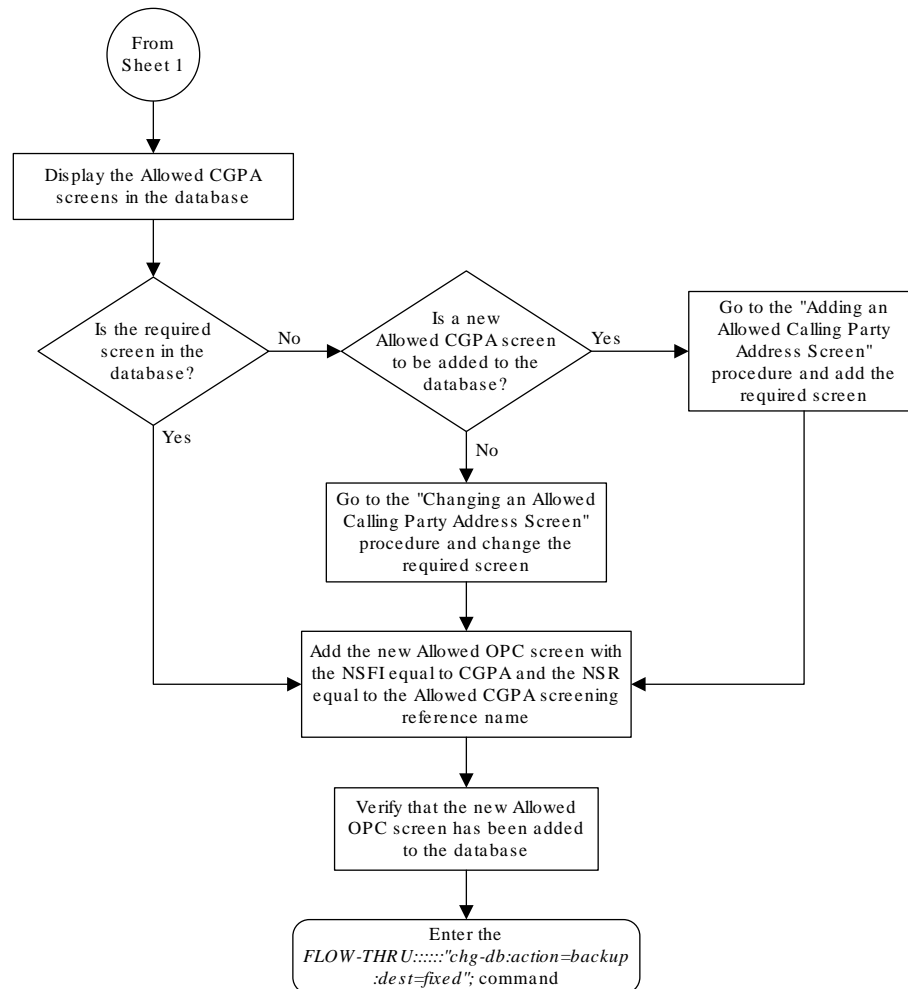 From
Sheet 1
Display the Allowed CGPA
screens in the database
Is the required
screen in the
database?
No
Yes
Is a new
Allowed CGPA screen
to be added to the
database?
Yes
No
Go to the "Adding an
Allowed Calling Party
Address Screen"
procedure and add the
required screen
Go to the "Changing an Allowed
Calling Party Address Screen"
procedure and change the
required screen
Add the new Allowed OPC screen with
the NSFI equal to CGPA and the NSR
equal to the Allowed CGPA screening
reference name
Verify that the new Allowed
OPC screen has been added
to the database
Enter the
FLOW-THRU::::::"chg-db:action=backup
:dest=fixed"; command